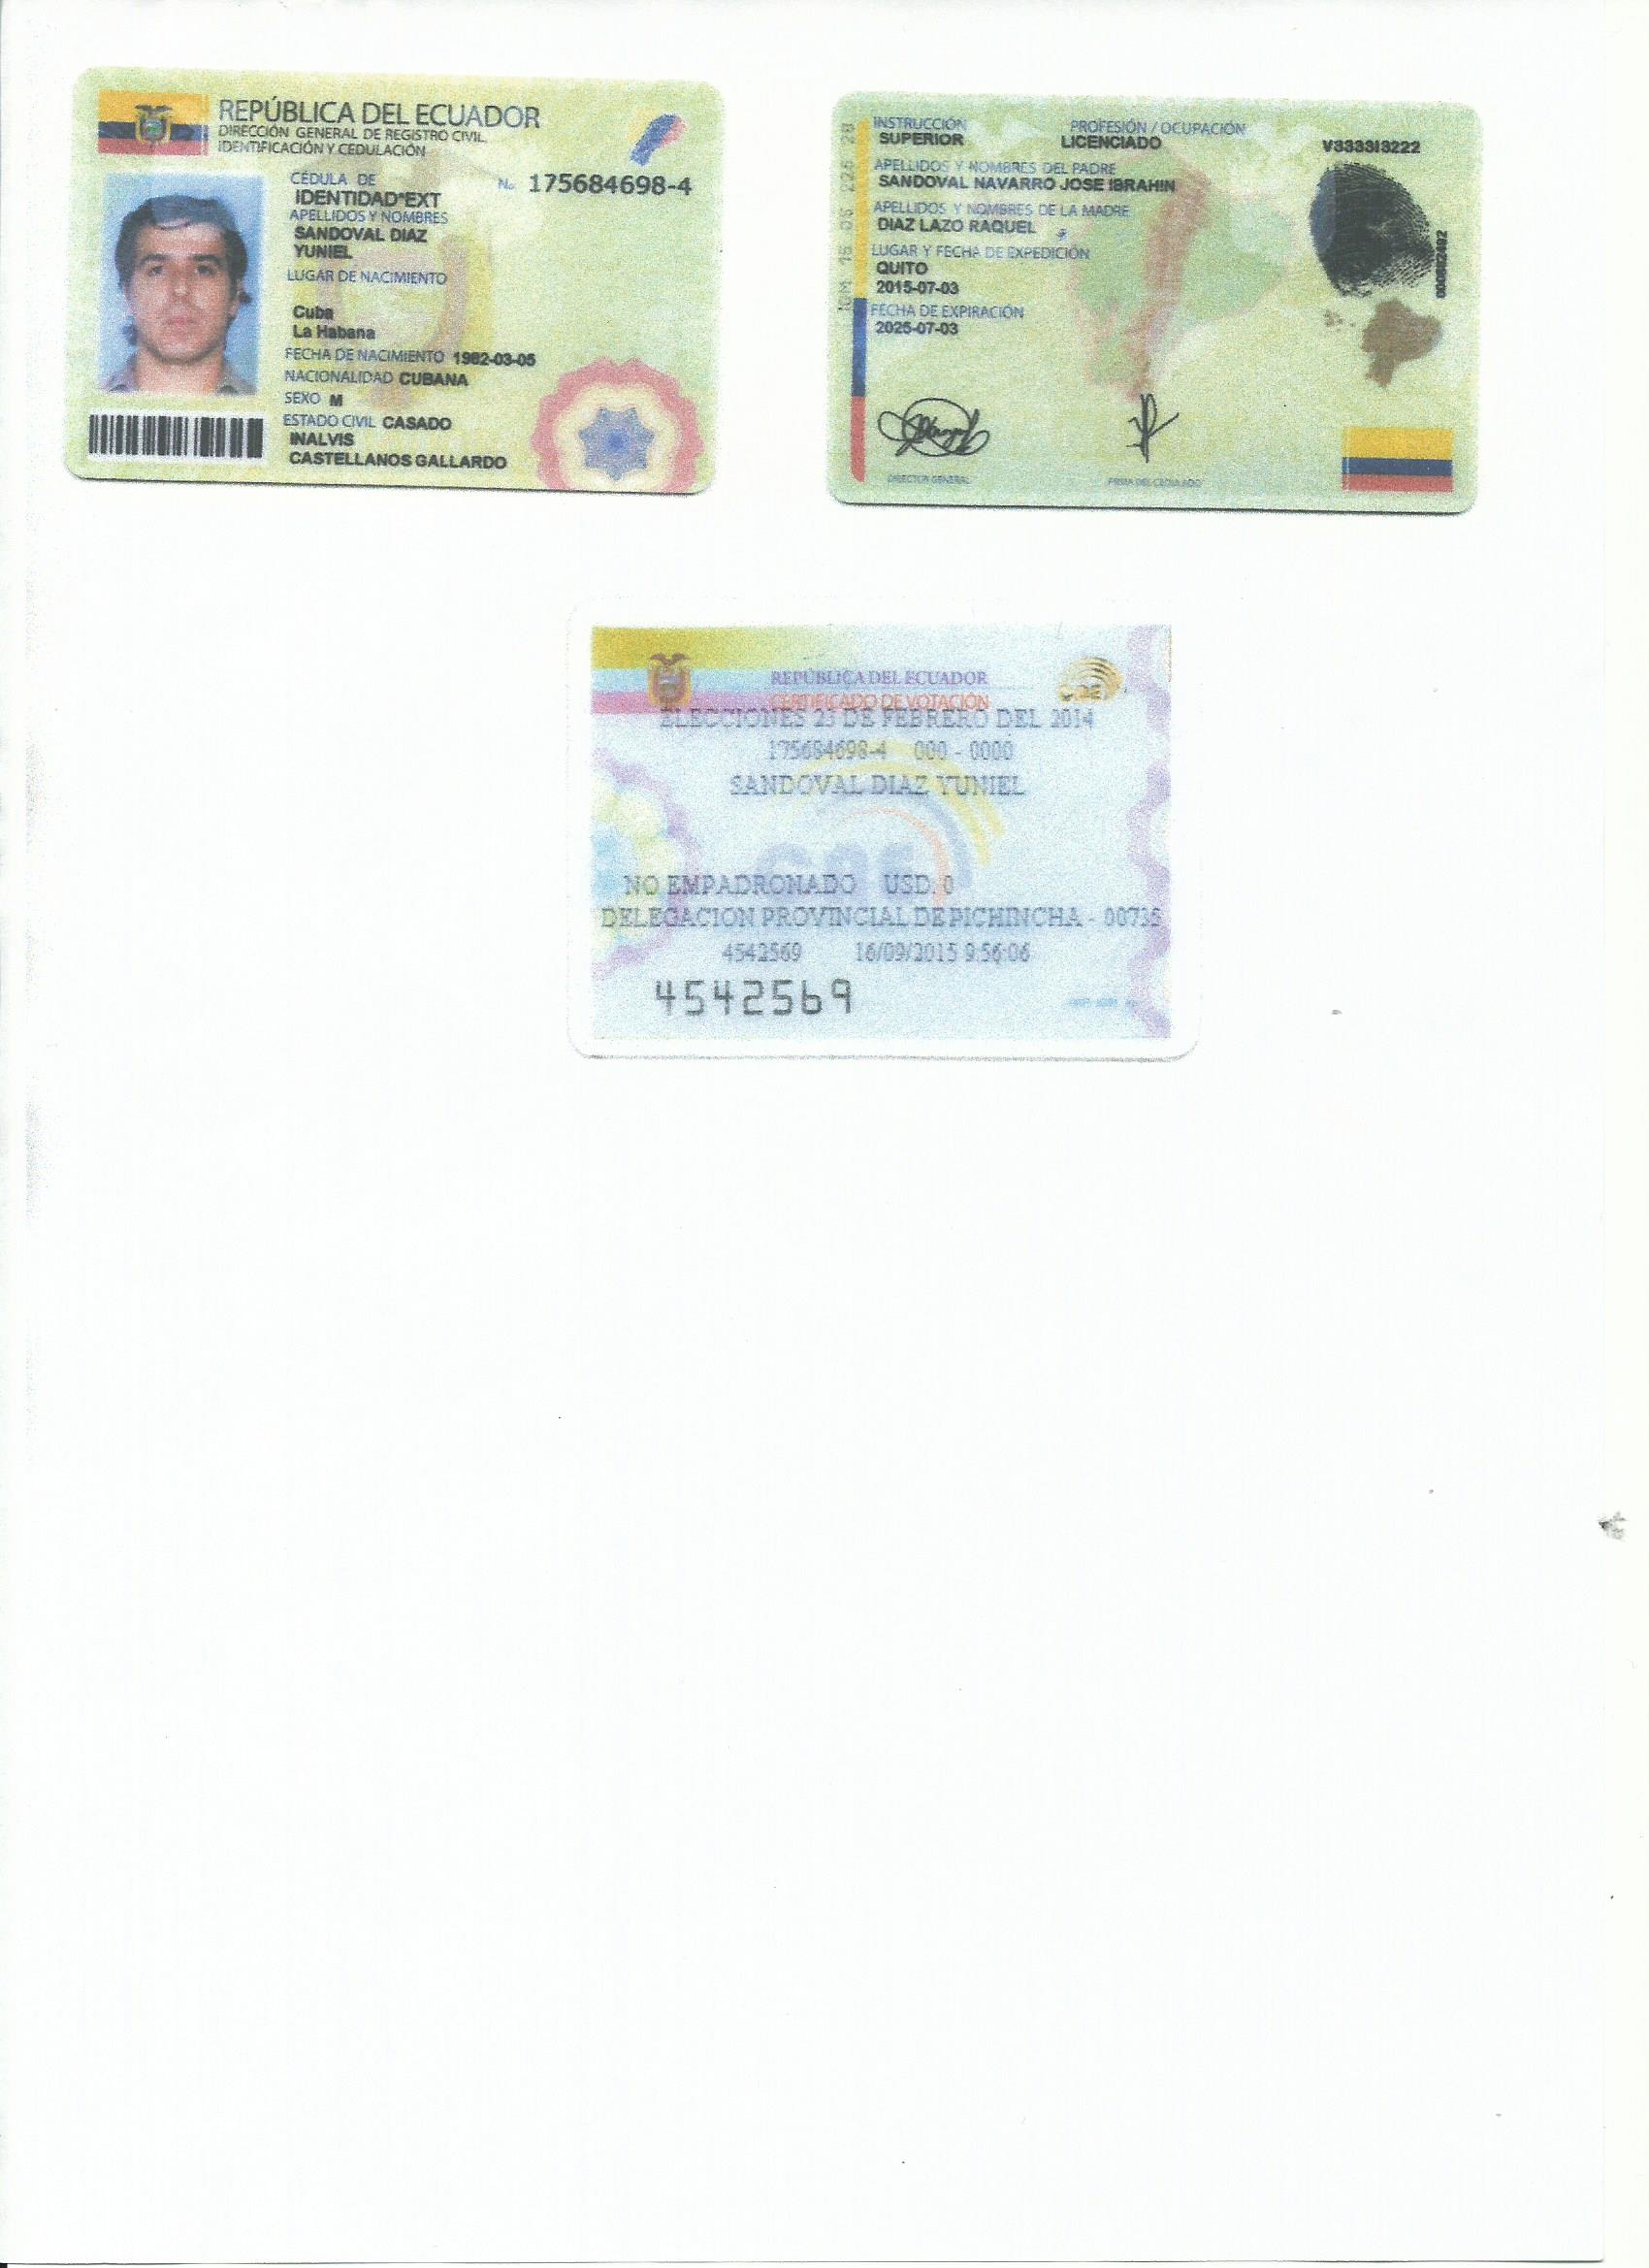 REPÚBLICA DEL ECUADOR
DIRECCIÓN GENERAL DE REGISTRO CIVIL,
IDENTIFICACIÓN Y CEDULACIÓN
CÉDULA DE
IDENTIDAD*EXT
No. 175684698-4
APELLIDOS Y NOMBRES
SANDOVAL DIAZ
YUNIEL
LUGAR DE NACIMIENTO
Cuba
La Habana
FECHA DE NACIMIENTO 1982-03-05
NACIONALIDAD CUBANA
SEXO M
ESTADO CIVIL CASADO
INALVIS
CASTELLANOS GALLARDO
INSTRUCCIÓN
SUPERIOR
PROFESIÓN / OCUPACIÓN
LICENCIADO
V3333I3222
APELLIDOS Y NOMBRES DEL PADRE
SANDOVAL NAVARRO JOSE IBRAHIN
APELLIDOS Y NOMBRES DE LA MADRE
DIAZ LAZO RAQUEL
LUGAR Y FECHA DE EXPEDICIÓN
QUITO
2015-07-03
FECHA DE EXPIRACIÓN
2025-07-03
DIRECTOR GENERAL
FIRMA DEL CEDULADO
REPÚBLICA DEL ECUADOR
CERTIFICADO DE VOTACIÓN
ELECCIONES 23 DE FEBRERO DEL 2014
175684698-4 000 - 0000
SANDOVAL DIAZ YUNIEL
CNE
NO EMPADRONADO USD. 0
DELEGACION PROVINCIAL DE PICHINCHA - 00735
4542569 16/09/2015 9:56:06
4542569